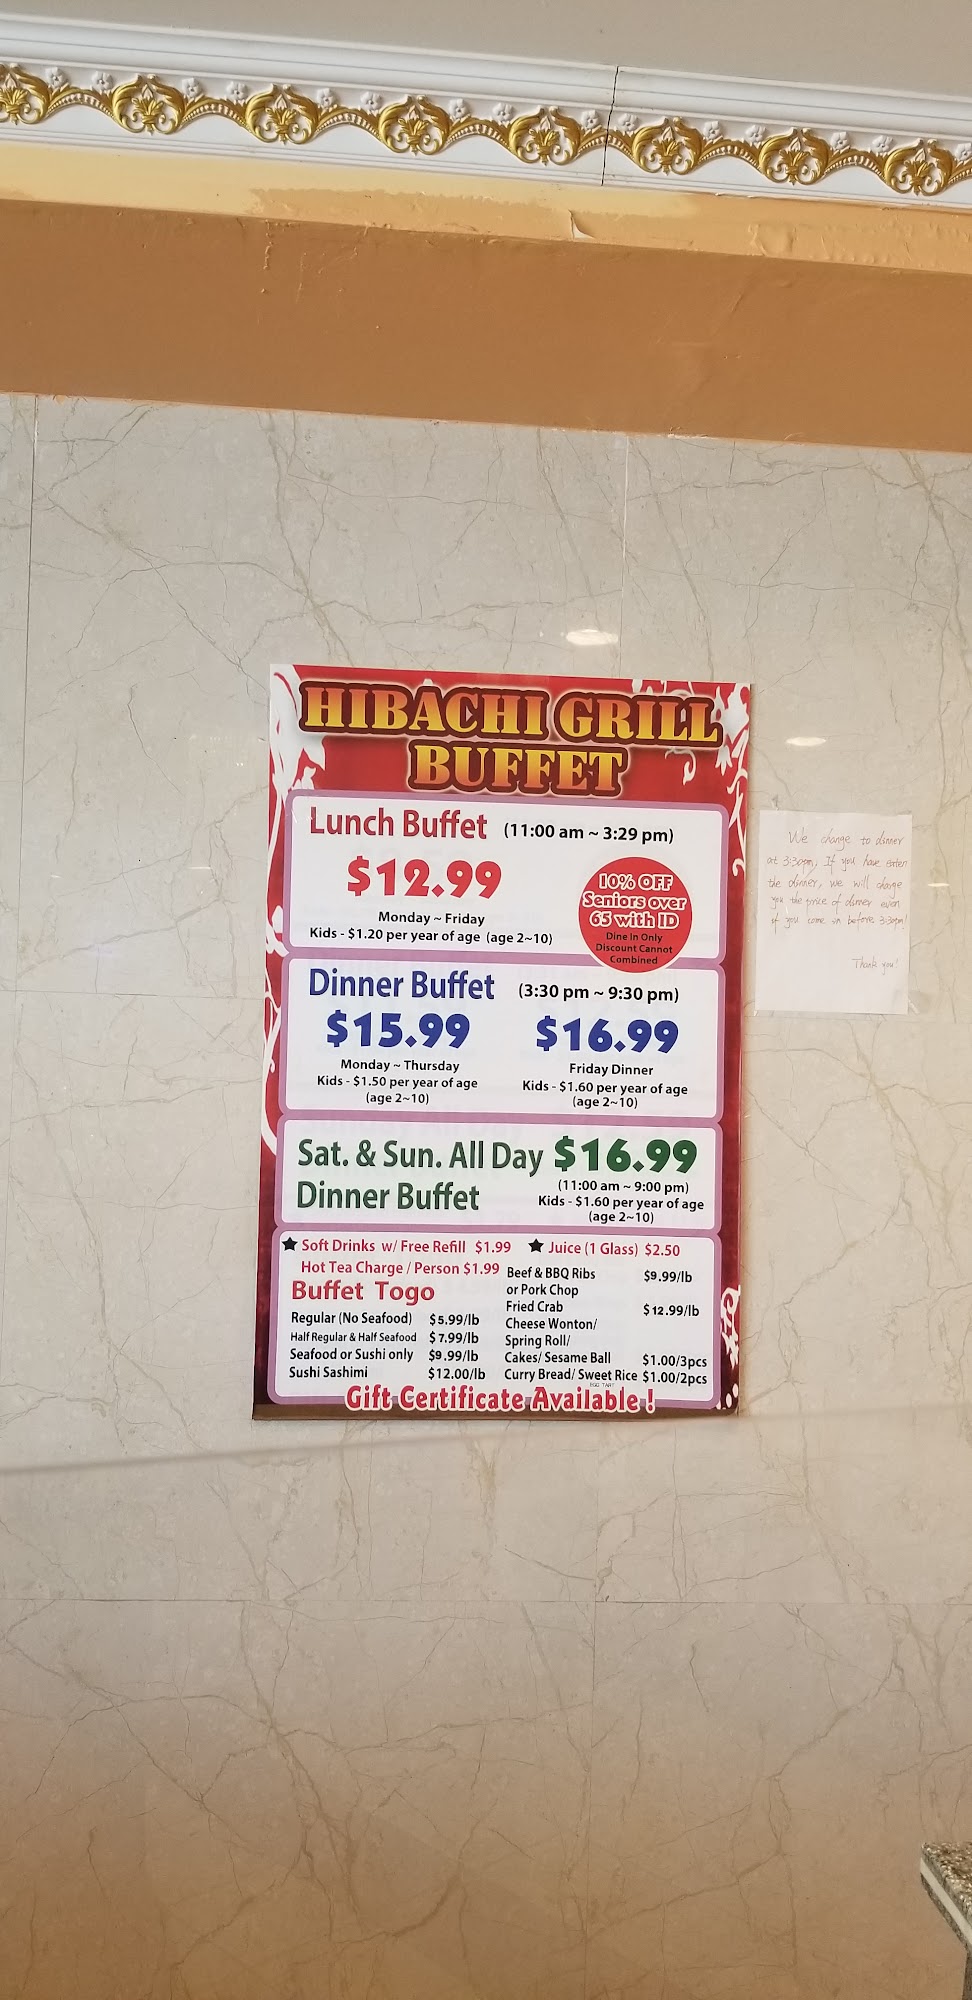 HIBACHI GRILL
BUFFET
Lunch Buffet (11:00 am ~ 3:29 pm)
$12.99
Monday ~ Friday
Kids - $1.20 per year of age (age 2~10)
10% OFF
Seniors over
65 with ID
Dine In Only
Discount Cannot
Combined
Dinner Buffet (3:30 pm ~ 9:30 pm)
$15.99
Monday ~ Thursday
Kids - $1.50 per year of age
(age 2~10)
$16.99
Friday Dinner
Kids - $1.60 per year of age
(age 2~10)
Sat. & Sun. All Day $16.99
Dinner Buffet
(11:00 am ~ 9:00 pm)
Kids - $1.60 per year of age
(age 2~10)
★ Soft Drinks w/ Free Refill $1.99 ★ Juice (1 Glass) $2.50
Hot Tea Charge / Person $1.99
Buffet Togo
Regular (No Seafood) $5.99/lb
Half Regular & Half Seafood $7.99/lb
Seafood or Sushi only $9.99/lb
Sushi Sashimi $12.00/lb
Beef & BBQ Ribs $9.99/lb
or Pork Chop
Fried Crab $12.99/lb
Cheese Wonton/
Spring Roll/
Cakes/ Sesame Ball $1.00/3pcs
Curry Bread/ Sweet Rice $1.00/2pcs
EGG TART
Gift Certificate Available !
We change to dinner
at 3:30pm, If you have eaten
the dinner, we will charge
you the price of dinner even
if you come in before 3:30pm!
Thank you!